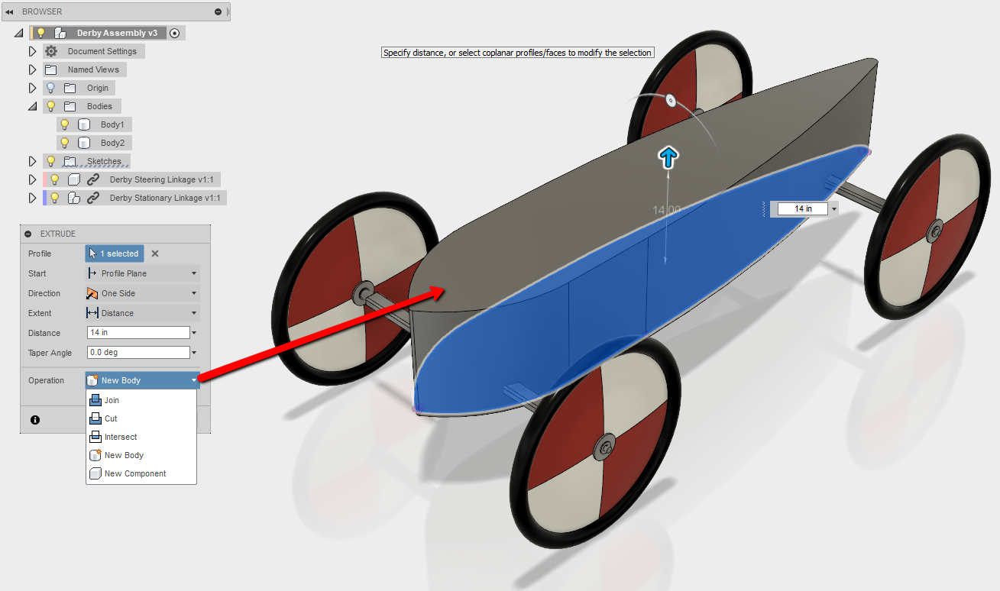 BROWSER
Derby Assembly v3
Document Settings
Named Views
Origin
Bodies
Body1
Body2
Sketches
Derby Steering Linkage v1:1
Derby Stationary Linkage v1:1
Specify distance, or select coplanar profiles/faces to modify the selection
14.00
14 in
EXTRUDE
Profile 1 selected
Start Profile Plane
Direction One Side
Extent Distance
Distance 14 in
Taper Angle 0.0 deg
Operation New Body
Join
Cut
Intersect
New Body
New Component